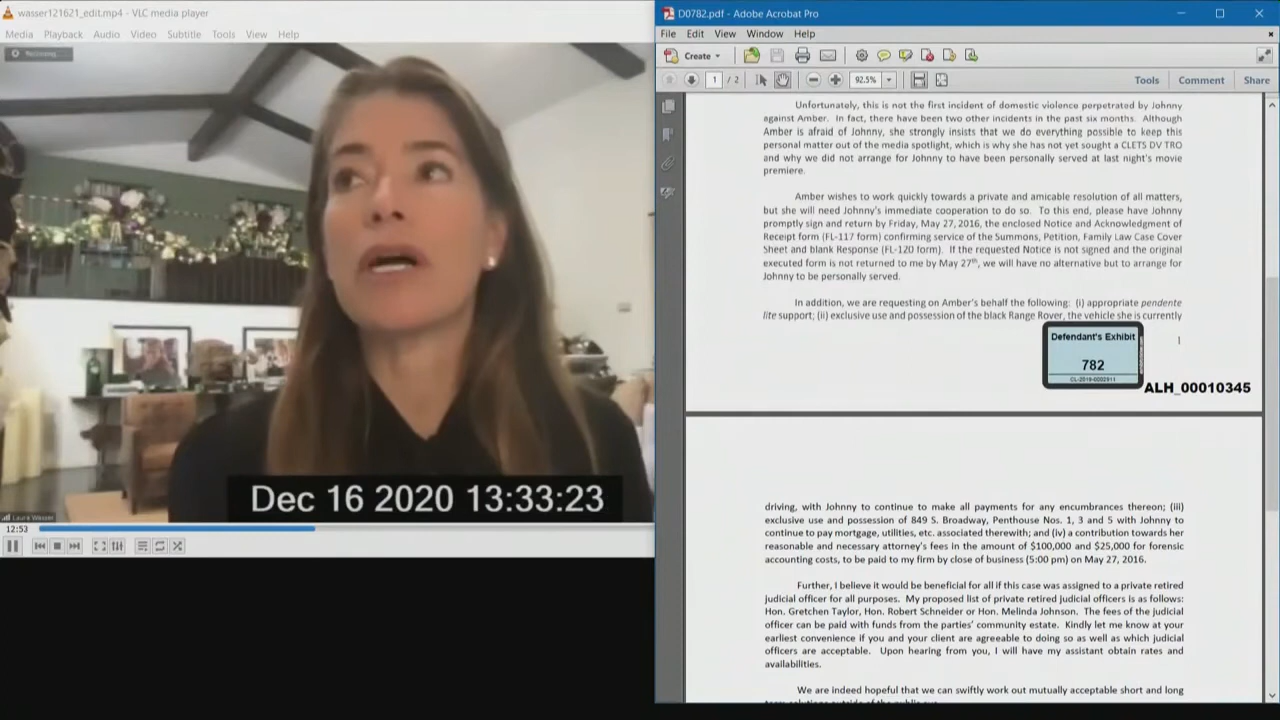 wasser121621_edit.mp4 - VLC media player
Media Playback Audio Video Subtitle Tools View Help
Recording...
Dec 16 2020 13:33:23
Laura Wasser
12:53
D0782.pdf - Adobe Acrobat Pro
File Edit View Window Help
Create
1 / 2 92.5% Tools Comment Share
Unfortunately, this is not the first incident of domestic violence perpetrated by Johnny
against Amber. In fact, there have been two other incidents in the past six months. Although
Amber is afraid of Johnny, she strongly insists that we do everything possible to keep this
personal matter out of the media spotlight, which is why she has not yet sought a CLETS DV TRO
and why we did not arrange for Johnny to have been personally served at last night's movie
premiere.
Amber wishes to work quickly towards a private and amicable resolution of all matters,
but she will need Johnny's immediate cooperation to do so. To this end, please have Johnny
promptly sign and return by Friday, May 27, 2016, the enclosed Notice and Acknowledgment of
Receipt form (FL-117 form) confirming service of the Summons, Petition, Family Law Case Cover
Sheet and blank Response (FL-120 form). If the requested Notice is not signed and the original
executed form is not returned to me by May 27th, we will have no alternative but to arrange for
Johnny to be personally served.
In addition, we are requesting on Amber's behalf the following: (i) appropriate pendente
lite support; (ii) exclusive use and possession of the black Range Rover, the vehicle she is currently
Defendant's Exhibit
782
CL-2019-0002911
ALH_00010345
driving, with Johnny to continue to make all payments for any encumbrances thereon; (iii)
exclusive use and possession of 849 S. Broadway, Penthouse Nos. 1, 3 and 5 with Johnny to
continue to pay mortgage, utilities, etc. associated therewith; and (iv) a contribution towards her
reasonable and necessary attorney's fees in the amount of $100,000 and $25,000 for forensic
accounting costs, to be paid to my firm by close of business (5:00 pm) on May 27, 2016.
Further, I believe it would be beneficial for all if this case was assigned to a private retired
judicial officer for all purposes. My proposed list of private retired judicial officers is as follows:
Hon. Gretchen Taylor, Hon. Robert Schneider or Hon. Melinda Johnson. The fees of the judicial
officer can be paid with funds from the parties' community estate. Kindly let me know at your
earliest convenience if you and your client are agreeable to doing so as well as which judicial
officers are acceptable. Upon hearing from you, I will have my assistant obtain rates and
availabilities.
We are indeed hopeful that we can swiftly work out mutually acceptable short and long